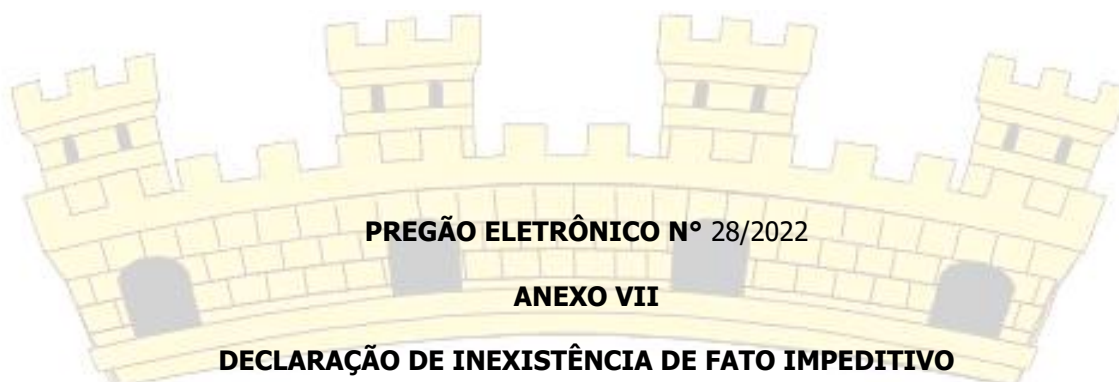 PREGÃO ELETRÔNICO N° 28/2022
ANEXO VII
DECLARAÇÃO DE INEXISTÊNCIA DE FATO IMPEDITIVO